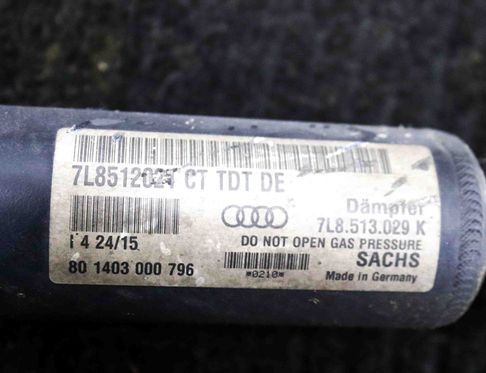 CT TDT DE
Dämpfer
7L8.513.029 K
I 4 24/15
DO NOT OPEN GAS PRESSURE
SACHS
80 1403 000 796
*0210*
Made in Germany